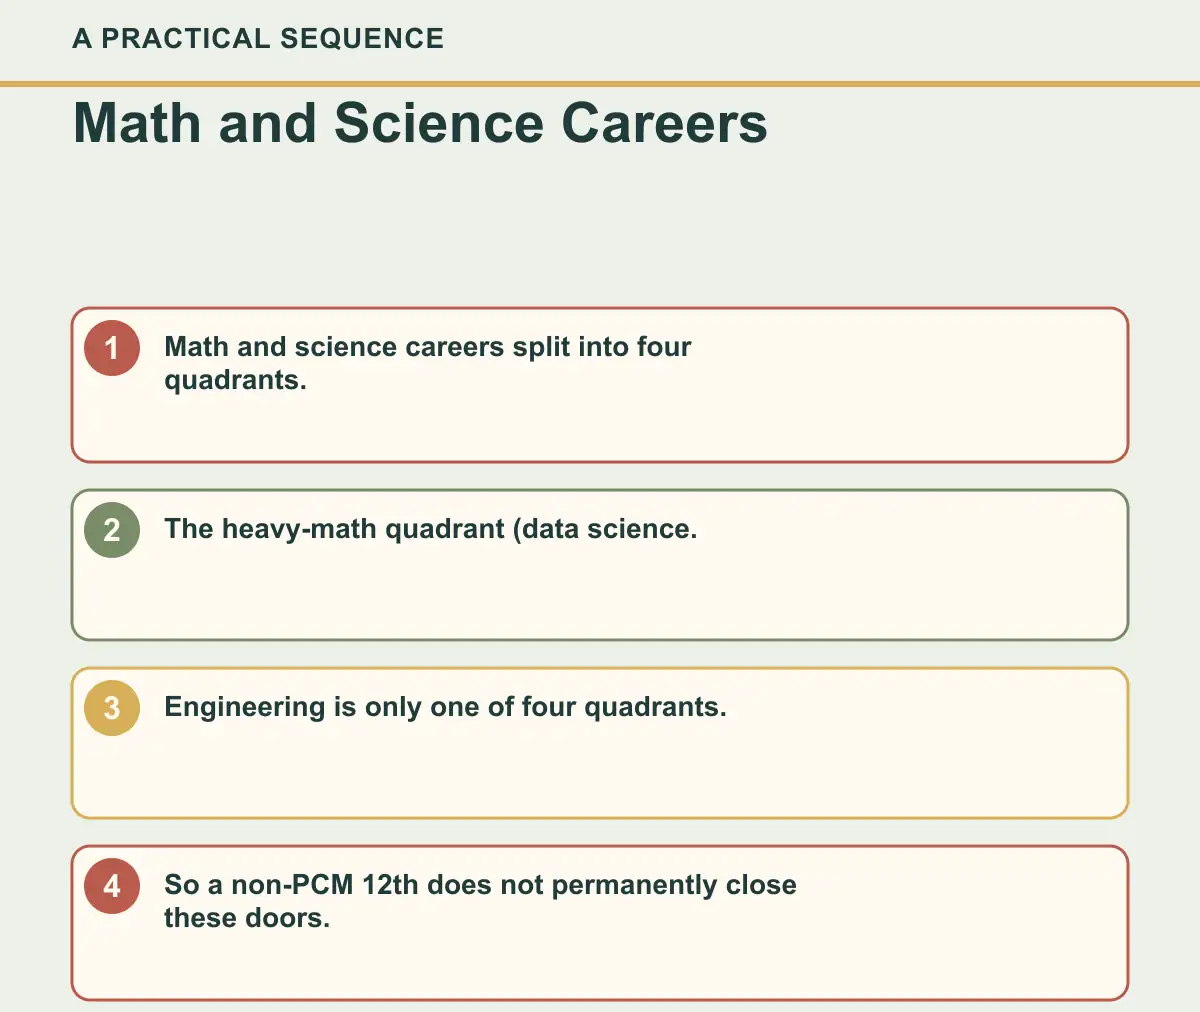 A PRACTICAL SEQUENCE
Math and Science Careers
1
Math and science careers split into four
quadrants.
2
The heavy-math quadrant (data science.
3
Engineering is only one of four quadrants.
4
So a non-PCM 12th does not permanently close
these doors.